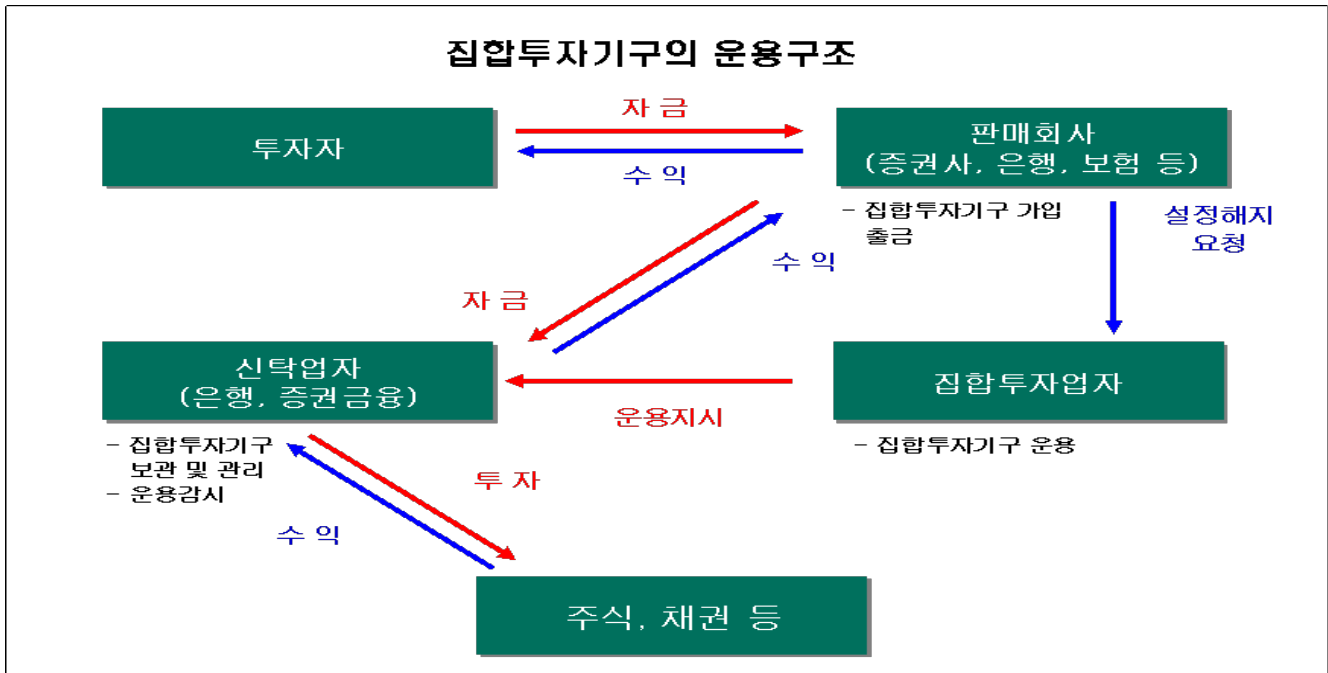 집합투자기구의 운용구조
투자자
자 금
수 익
판매회사
(증권사, 은행, 보험 등)
- 집합투자기구 가입
출금
설정해지
요청
자 금
수 익
신탁업자
(은행, 증권금융)
- 집합투자기구
보관 및 관리
- 운용감시
운용지시
집합투자업자
- 집합투자기구 운용
투 자
수 익
주식, 채권 등